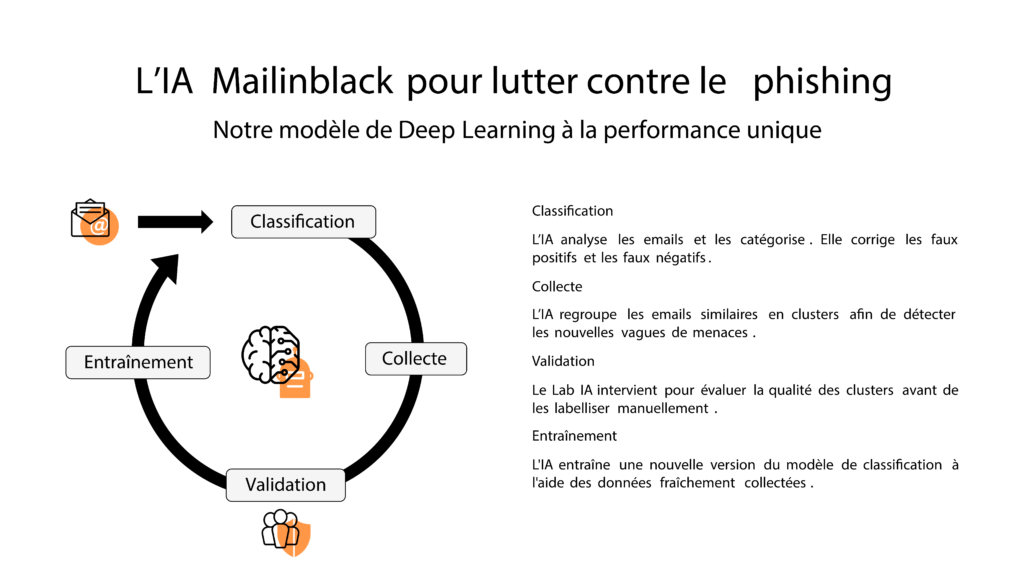 L’IA Mailinblack pour lutter contre le phishing
Notre modèle de Deep Learning à la performance unique
@
Classification
Collecte
Entraînement
Validation
Classification
L’IA analyse les emails et les catégorise . Elle corrige les faux
positifs et les faux négatifs .
Collecte
L’IA regroupe les emails similaires en clusters afin de détecter
les nouvelles vagues de menaces .
Validation
Le Lab IA intervient pour évaluer la qualité des clusters avant de
les labelliser manuellement .
Entraînement
L'IA entraîne une nouvelle version du modèle de classification à
l'aide des données fraîchement collectées .